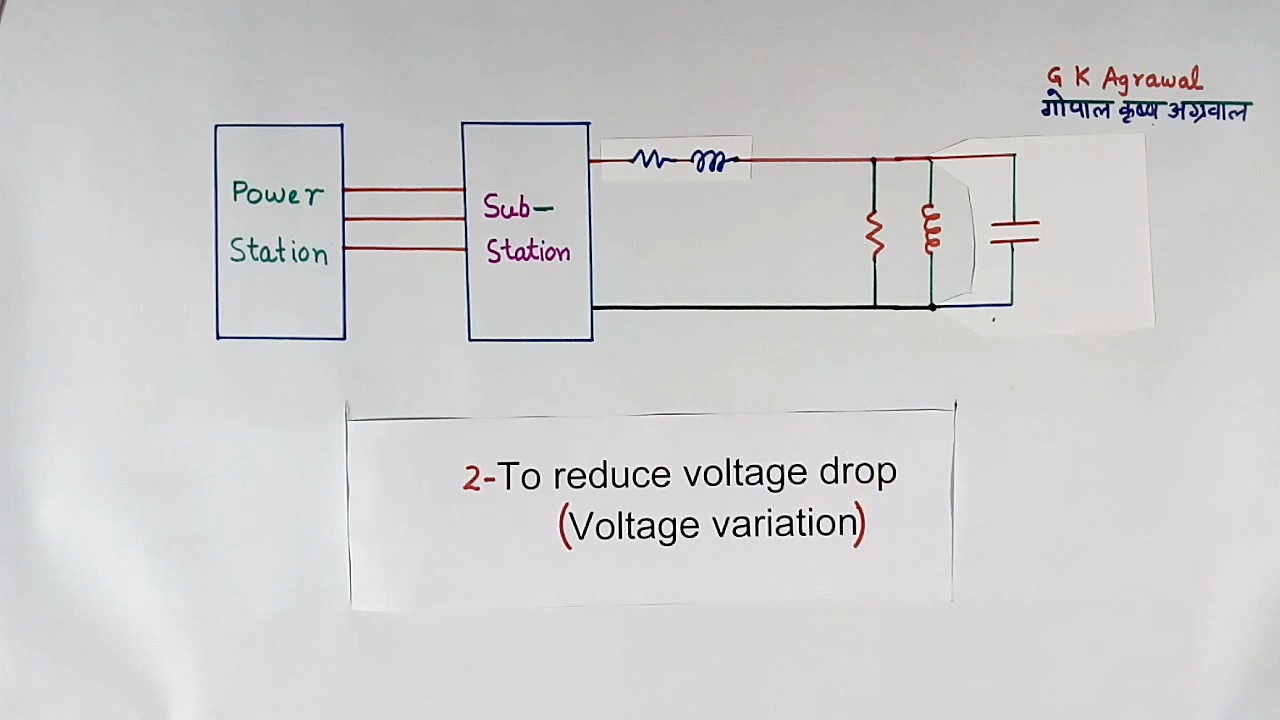 G K Agrawal
गोपाल कृष्ण अग्रवाल
Power
Station
Sub-
Station
2-To reduce voltage drop
(Voltage variation)